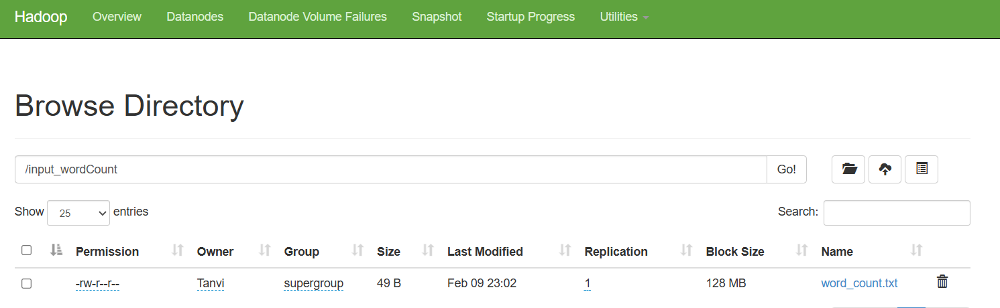 Hadoop Overview Datanodes Datanode Volume Failures Snapshot Startup Progress Utilities
Browse Directory
/input_wordCount Go!
Show 25 entries Search:
Permission Owner Group Size Last Modified Replication Block Size Name
-rw-r--r-- Tanvi supergroup 49 B Feb 09 23:02 1 128 MB word_count.txt